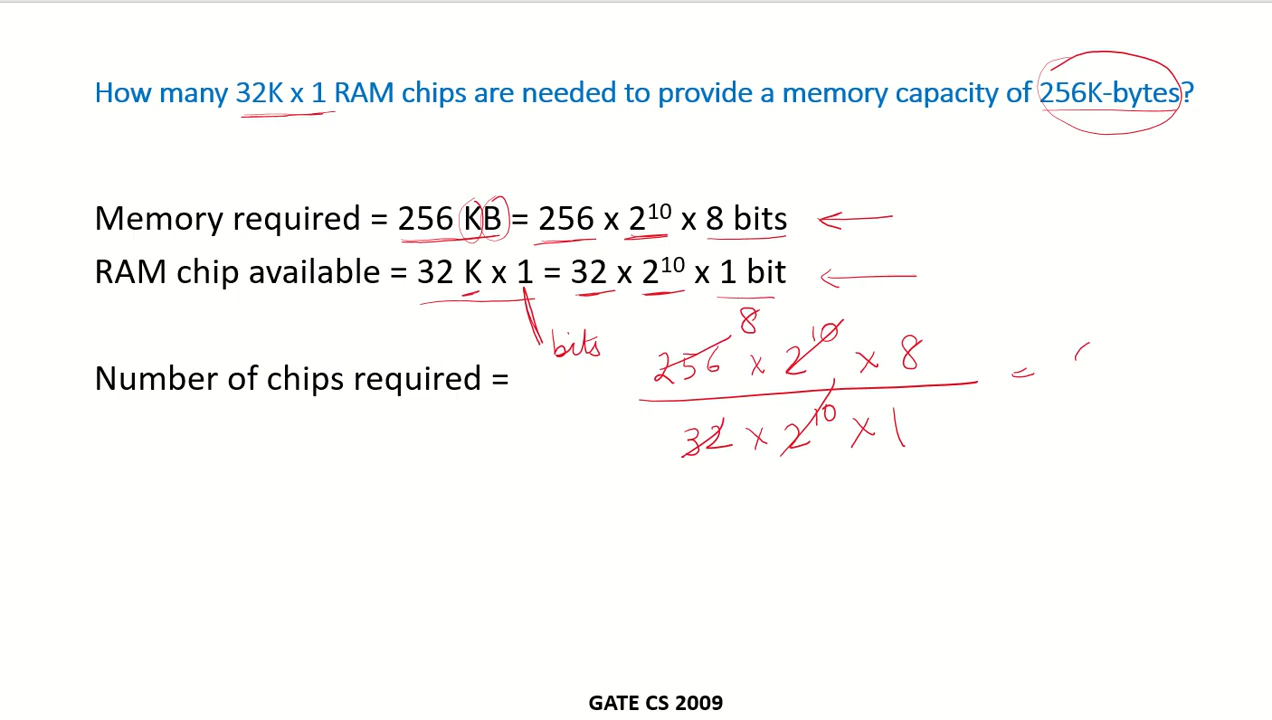 How many 32K x 1 RAM chips are needed to provide a memory capacity of 256K-bytes?
Memory required = 256 KB = 256 x 2¹⁰ x 8 bits
RAM chip available = 32 K x 1 = 32 x 2¹⁰ x 1 bit
bits
8
Number of chips required = 256 x 2¹⁰ x 8 =
32 x 2¹⁰ x 1
GATE CS 2009